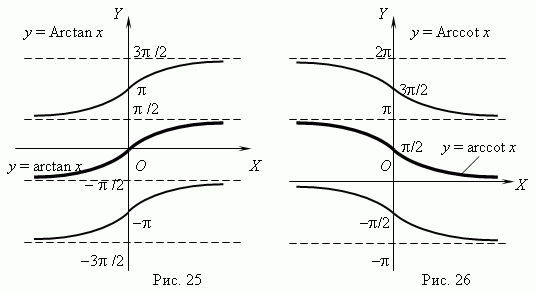 Y
y = Arctan x
3π /2
π
π /2
y = arctan x
O
X
− π /2
−π
−3π /2
Рис. 25
Y
y = Arccot x
2π
3π/2
π
π/2
y = arccot x
O
X
−π/2
−π
Рис. 26